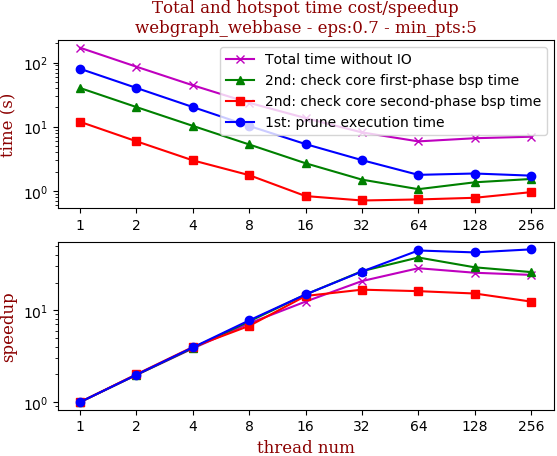 Total and hotspot time cost/speedup
webgraph_webbase - eps:0.7 - min_pts:5
time (s)
10²
10¹
10⁰
Total time without IO
2nd: check core first-phase bsp time
2nd: check core second-phase bsp time
1st: prune execution time
1 2 4 8 16 32 64 128 256
speedup
10¹
10⁰
1 2 4 8 16 32 64 128 256
thread num